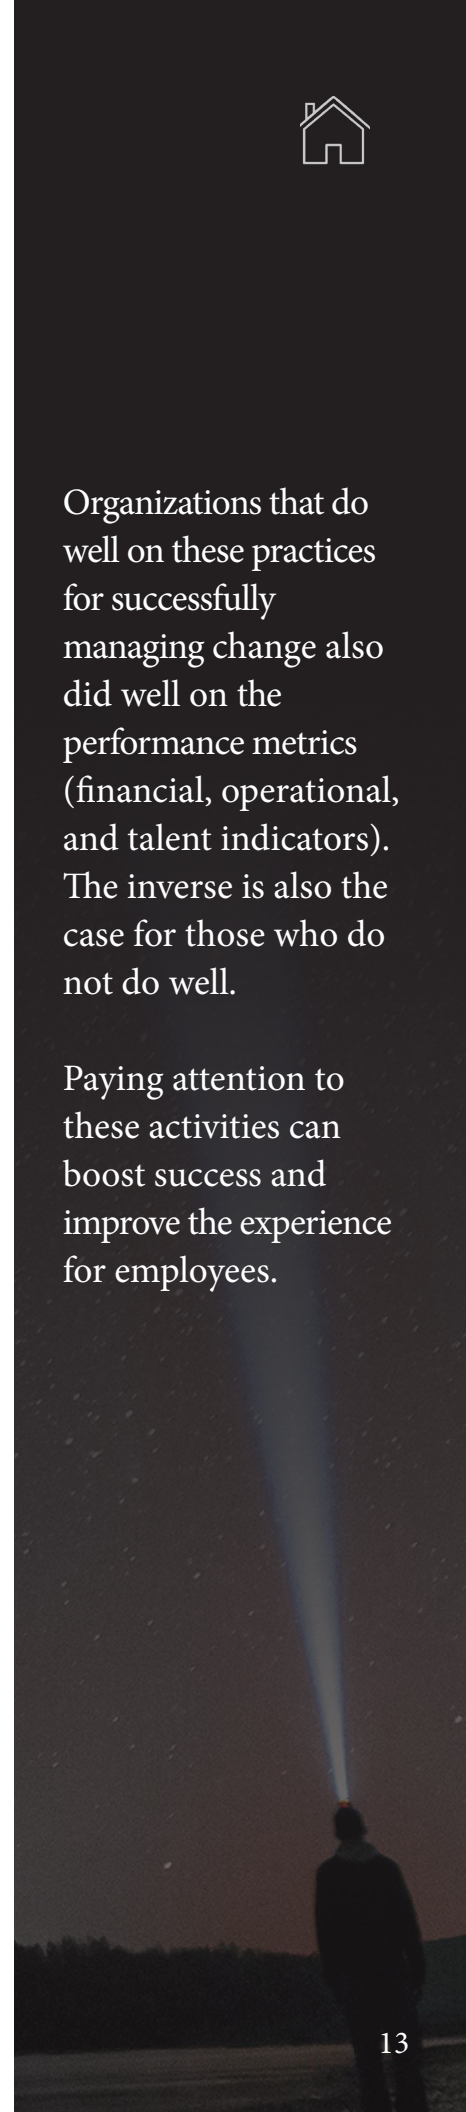 Organizations that do
well on these practices
for successfully
managing change also
did well on the
performance metrics
(financial, operational,
and talent indicators).
The inverse is also the
case for those who do
not do well.
Paying attention to
these activities can
boost success and
improve the experience
for employees.
13